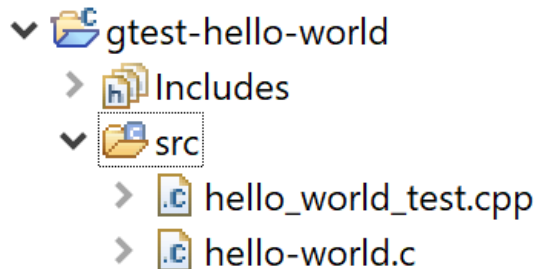 gtest-hello-world
Includes
src
hello_world_test.cpp
hello-world.c